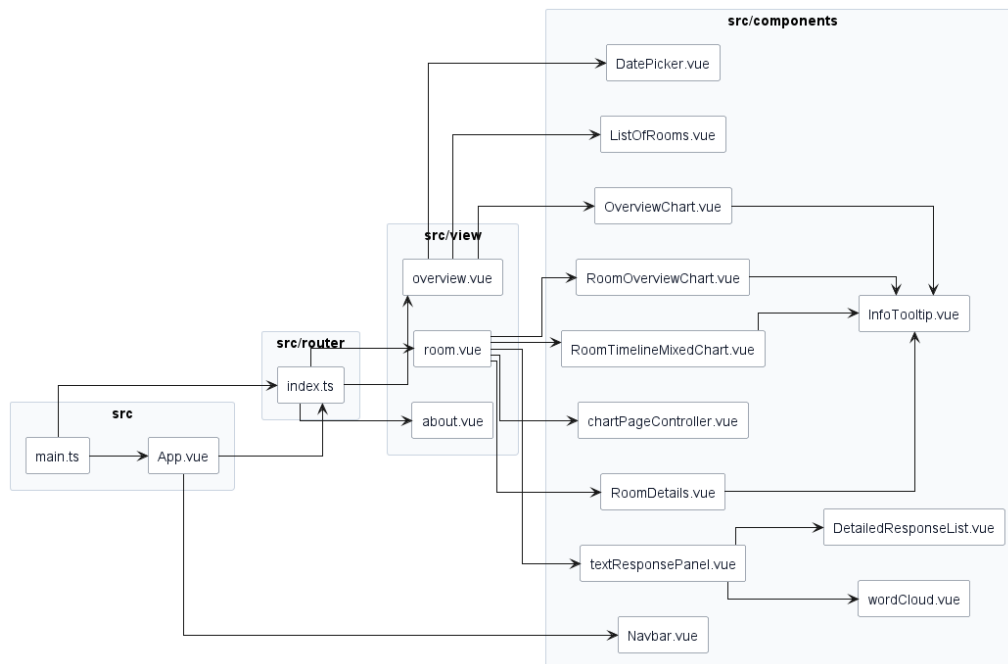 src/components
DatePicker.vue
ListOfRooms.vue
OverviewChart.vue
src/view
overview.vue
RoomOverviewChart.vue
InfoTooltip.vue
src/router
room.vue
RoomTimelineMixedChart.vue
index.ts
src
about.vue
chartPageController.vue
main.ts
App.vue
RoomDetails.vue
DetailedResponseList.vue
textResponsePanel.vue
wordCloud.vue
Navbar.vue